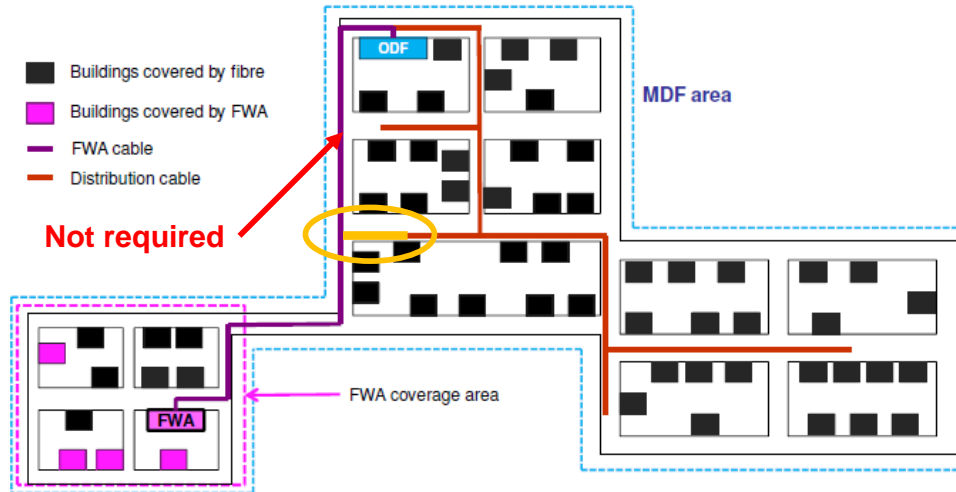 ODF
Buildings covered by fibre
MDF area
Buildings covered by FWA
FWA cable
Distribution cable
Not required
FWA coverage area
FWA